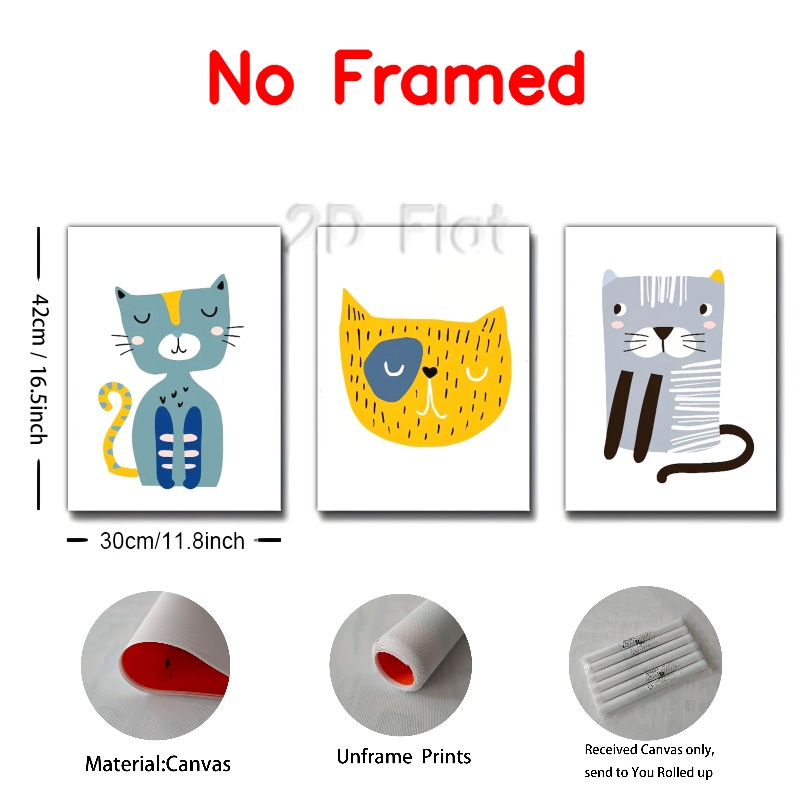 No Framed
2D Flat
42cm / 16.5inch
30cm/11.8inch
Material:Canvas
Unframe Prints
Received Canvas only,
send to You Rolled up